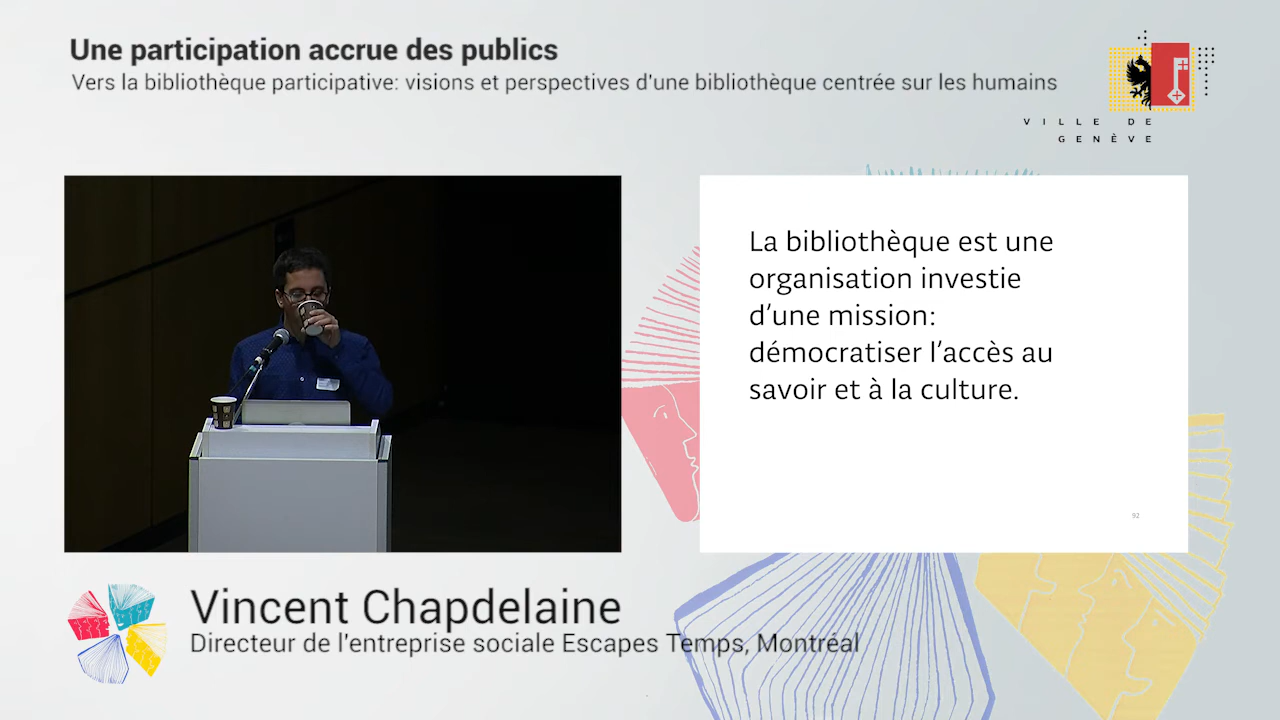 Une participation accrue des publics
Vers la bibliothèque participative: visions et perspectives d'une bibliothèque centrée sur les humains
VILLE DE
GENÈVE
La bibliothèque est une
organisation investie
d’une mission:
démocratiser l’accès au
savoir et à la culture.
92
Vincent Chapdelaine
Directeur de l'entreprise sociale Escapes Temps, Montréal